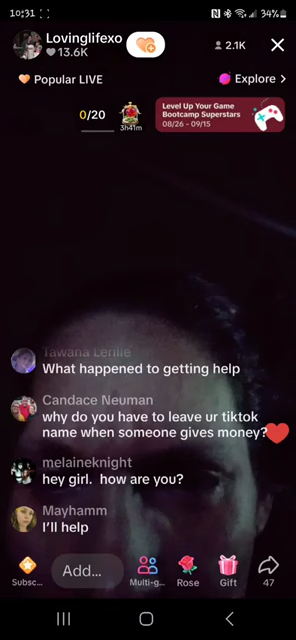 10:31
34%
Lovinglifexo
13.6K
2.1K
Popular LIVE
Explore >
0/20
3h41m
Level Up Your Game
Bootcamp Superstars
08/26 - 09/15
Tawana Lerille
What happened to getting help
Candace Neuman
why do you have to leave ur tiktok
name when someone gives money?
melaineknight
hey girl. how are you?
Mayhamm
I'll help
Subsc...
Add...
Multi-g...
Rose
Gift
47